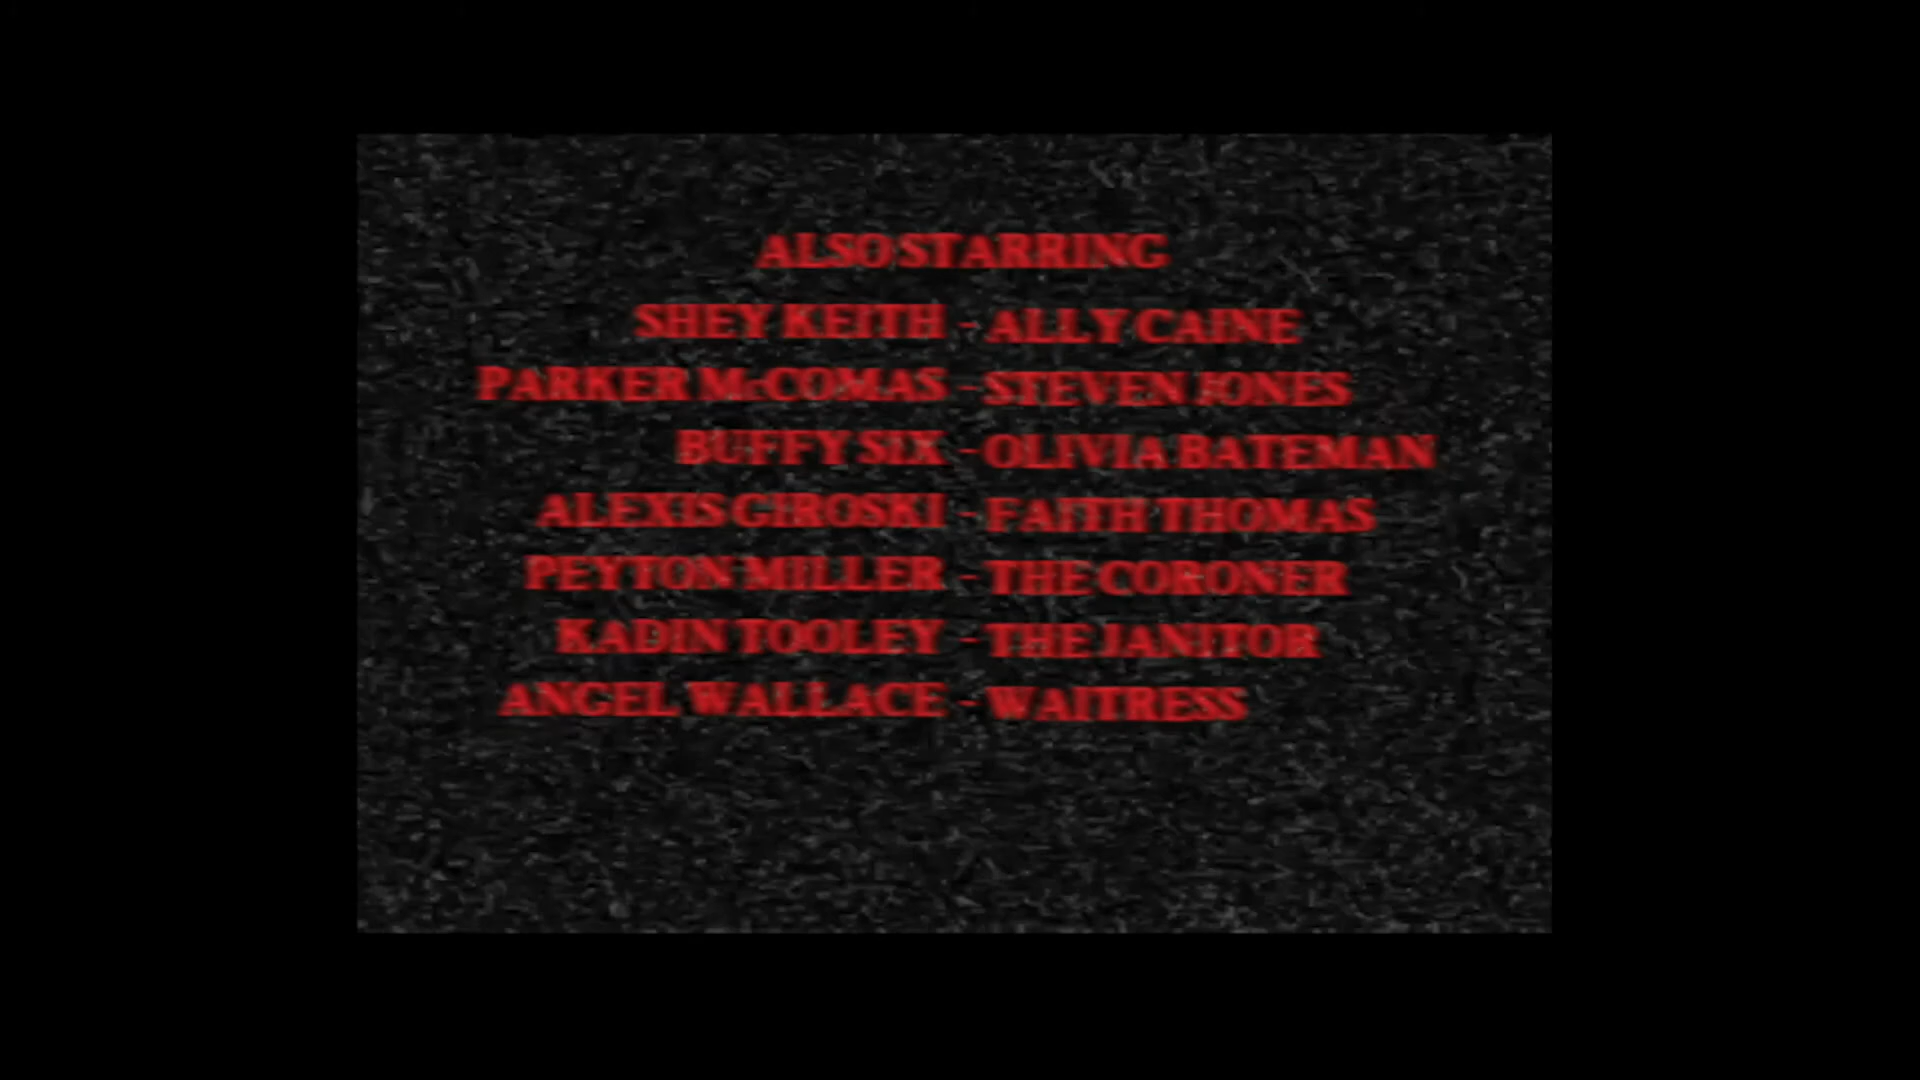 ALSO STARRING
SHEY KEITH - ALLY CAINE
PARKER McCOMAS - STEVEN JONES
BUFFY SIX - OLIVIA BATEMAN
ALEXIS GIROSKI - FAITH THOMAS
PEYTON MILLER - THE CORONER
KADIN TOOLEY - THE JANITOR
ANGEL WALLACE - WAITRESS